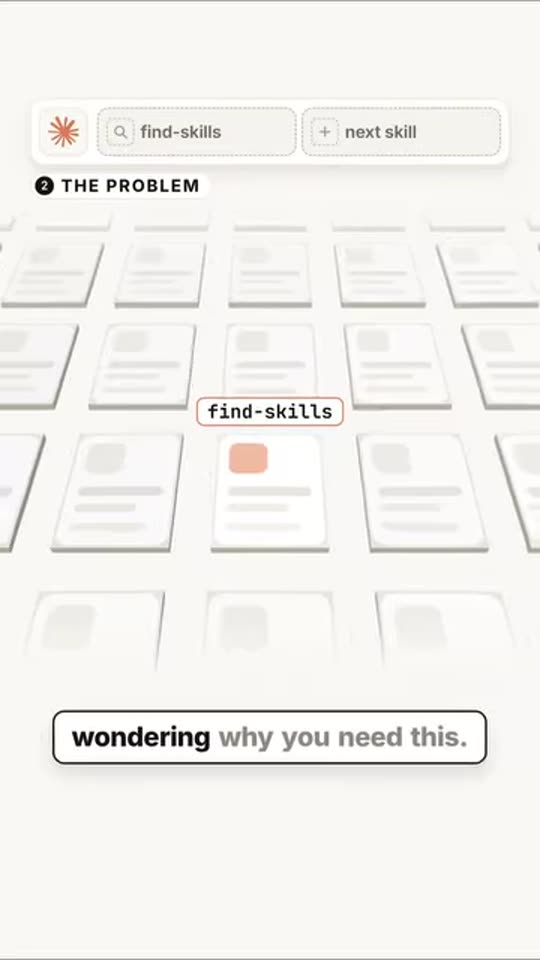 find-skills
next skill
2 THE PROBLEM
find-skills
wondering why you need this.